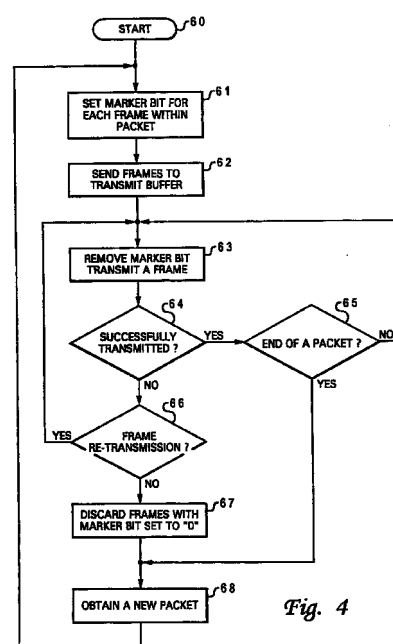 START
60
61
SET MARKER BIT FOR
EACH FRAME WITHIN
PACKET
62
SEND FRAMES TO
TRANSMIT BUFFER
63
REMOVE MARKER BIT
TRANSMIT A FRAME
64
SUCCESSFULLY
TRANSMITTED ?
YES
NO
65
END OF A PACKET ?
NO
YES
66
FRAME
RE-TRANSMISSION ?
YES
NO
67
DISCARD FRAMES WITH
MARKER BIT SET TO "0"
68
OBTAIN A NEW PACKET
Fig. 4